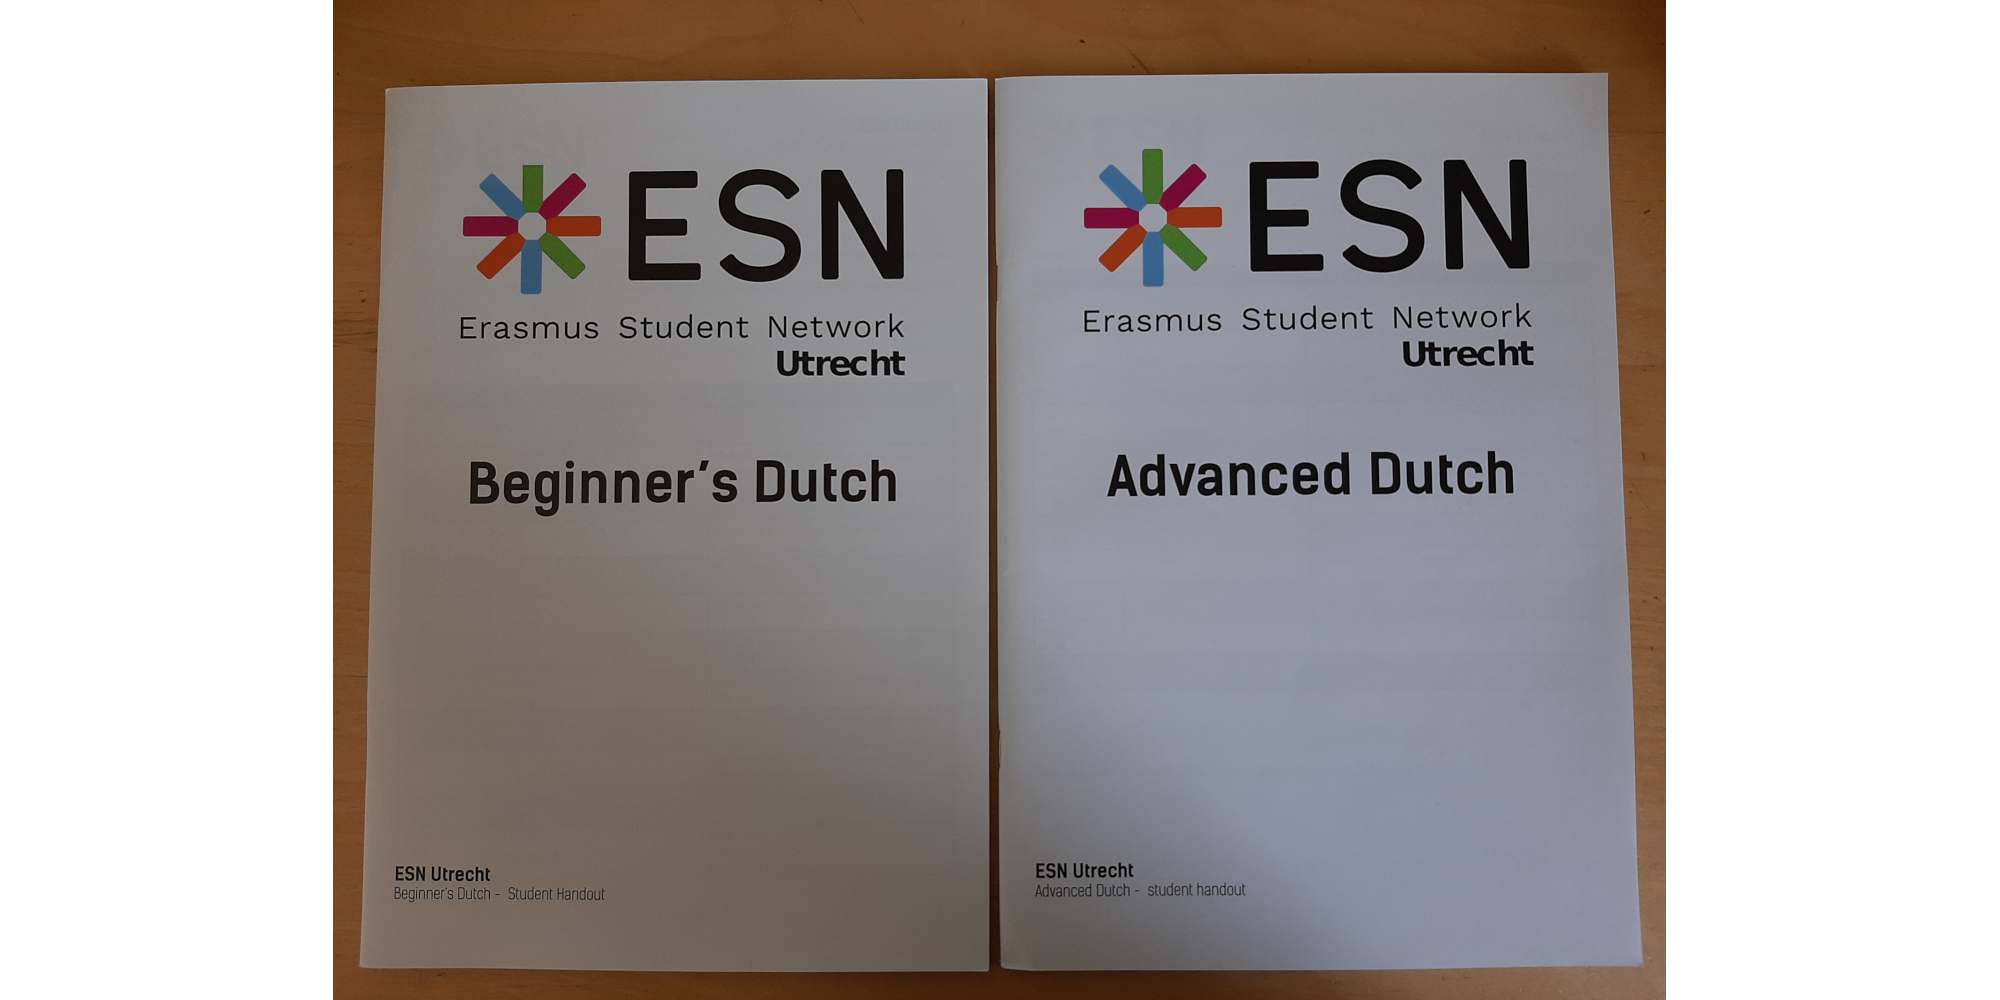 ESN
Erasmus Student Network
Utrecht
Beginner's Dutch
ESN Utrecht
Beginner's Dutch - Student Handout
ESN
Erasmus Student Network
Utrecht
Advanced Dutch
ESN Utrecht
Advanced Dutch - student handout